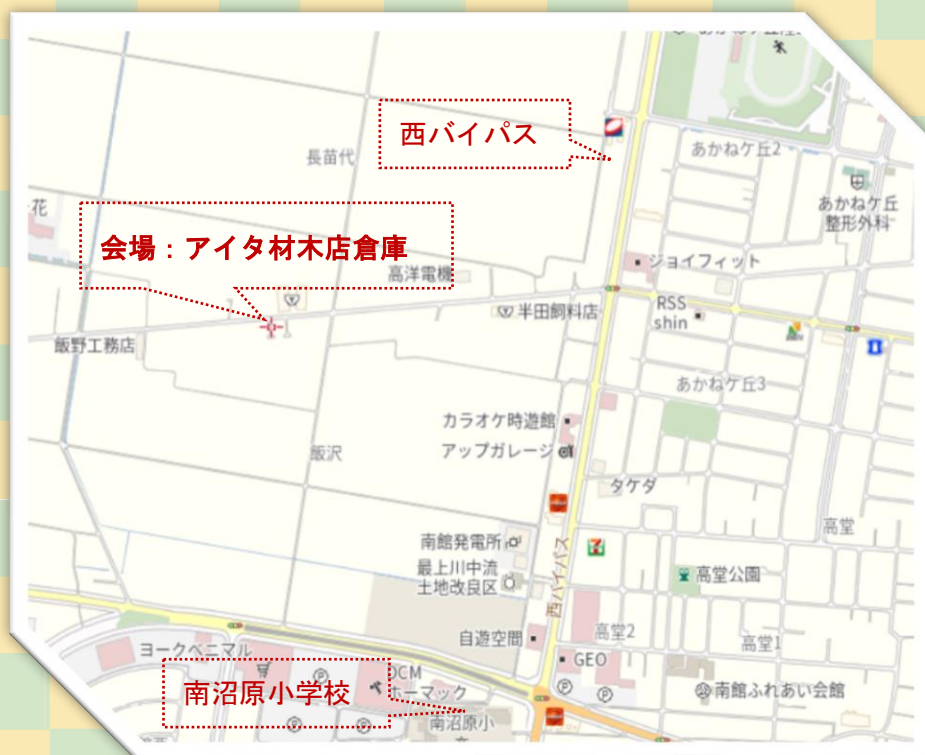 西バイパス
あかねケ丘2
長苗代
あかねケ丘
整形外科
花
会場：アイタ材木店倉庫
ジョイフィット
高洋電機
半田飼料店
RSS
shin
飯野工務店
あかねケ丘3
カラオケ時遊館
アップガレージ
飯沢
タケダ
高堂
南館発電所
最上川中流
土地改良区
西バイパス
高堂公園
自遊空間
高堂2
高堂1
ヨークベニマル
GEO
DCM
ホーマック
南沼原小学校
南館ふれあい会館
南沼原小